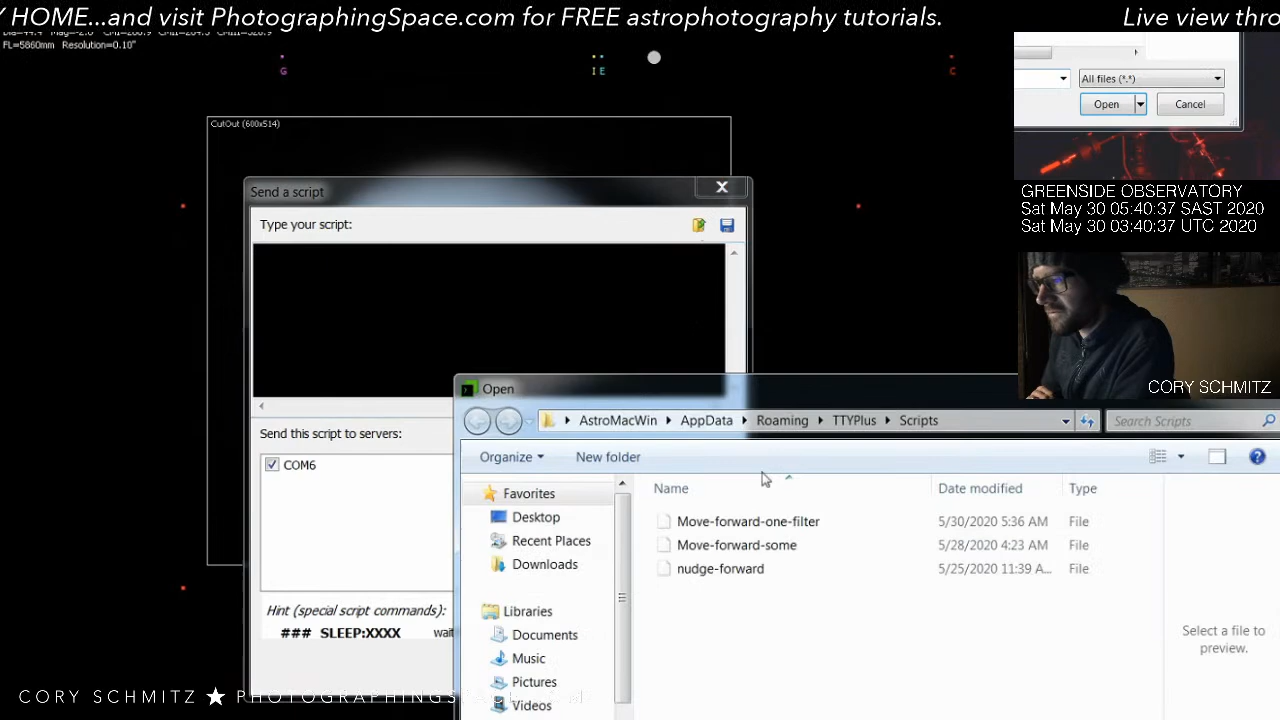 Y HOME...and visit PhotographingSpace.com for FREE astrophotography tutorials.
Live view thro
FL=5860mm Resolution=0.10"
G
I E
C
CutOut (600x514)
All files (*.*)
Open
Cancel
GREENSIDE OBSERVATORY
Sat May 30 05:40:37 SAST 2020
Sat May 30 03:40:37 UTC 2020
CORY SCHMITZ
Send a script
Type your script:
Send this script to servers:
COM6
Hint (special script commands):
### SLEEP:XXXX wait
Open
AstroMacWin AppData Roaming TTYPlus Scripts
Search Scripts
Organize New folder
Favorites
Desktop
Recent Places
Downloads
Libraries
Documents
Music
Pictures
Videos
Name Date modified Type
Move-forward-one-filter 5/30/2020 5:36 AM File
Move-forward-some 5/28/2020 4:23 AM File
nudge-forward 5/25/2020 11:39 A... File
Select a file to
preview.
CORY SCHMITZ ★ PHOTOGRAPHINGSPACE